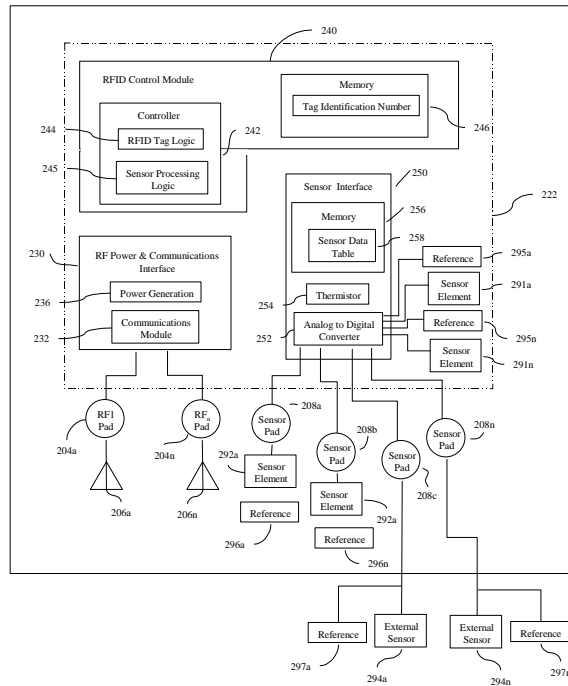 240
RFID Control Module
Memory
Tag Identification Number
246
Controller
244
RFID Tag Logic
242
245
Sensor Processing
Logic
Sensor Interface
250
Memory
256
222
Sensor Data
Table
258
230
RF Power & Communications
Interface
236
Power Generation
232
Communications
Module
254
Thermistor
252
Analog to Digital
Converter
Reference
295a
Sensor
Element
291a
Reference
295n
Sensor
Element
291n
RF1
Pad
204a
RFn
Pad
204n
206a
206n
208a
Sensor
Pad
292a
Sensor
Element
Reference
296a
208b
Sensor
Pad
Sensor
Element
292a
Reference
296n
Sensor
Pad
208c
Sensor
Pad
208n
Reference
297a
External
Sensor
294a
External
Sensor
294n
Reference
297n